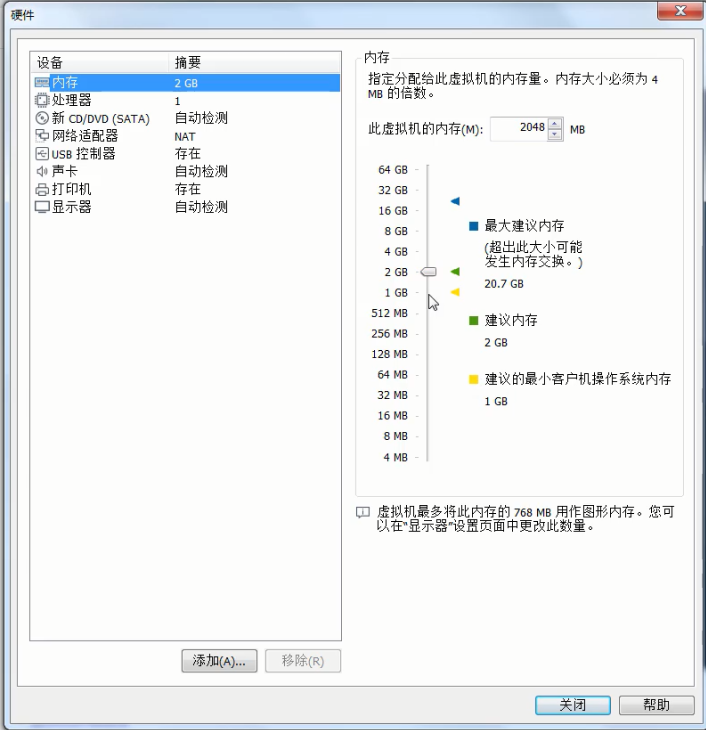 硬件
设备 摘要
内存 2 GB
处理器 1
新 CD/DVD (SATA) 自动检测
网络适配器 NAT
USB 控制器 存在
声卡 自动检测
打印机 存在
显示器 自动检测
添加(A)... 移除(R)
内存
指定分配给此虚拟机的内存量。内存大小必须为 4
MB 的倍数。
此虚拟机的内存(M): 2048 MB
64 GB
32 GB
16 GB
8 GB
4 GB
2 GB
1 GB
512 MB
256 MB
128 MB
64 MB
32 MB
16 MB
8 MB
4 MB
最大建议内存
(超出此大小可能
发生内存交换。)
20.7 GB
建议内存
2 GB
建议的最小客户机操作系统内存
1 GB
虚拟机最多将此内存的 768 MB 用作图形内存。您可
以在“显示器”设置页面中更改此数量。
关闭 帮助